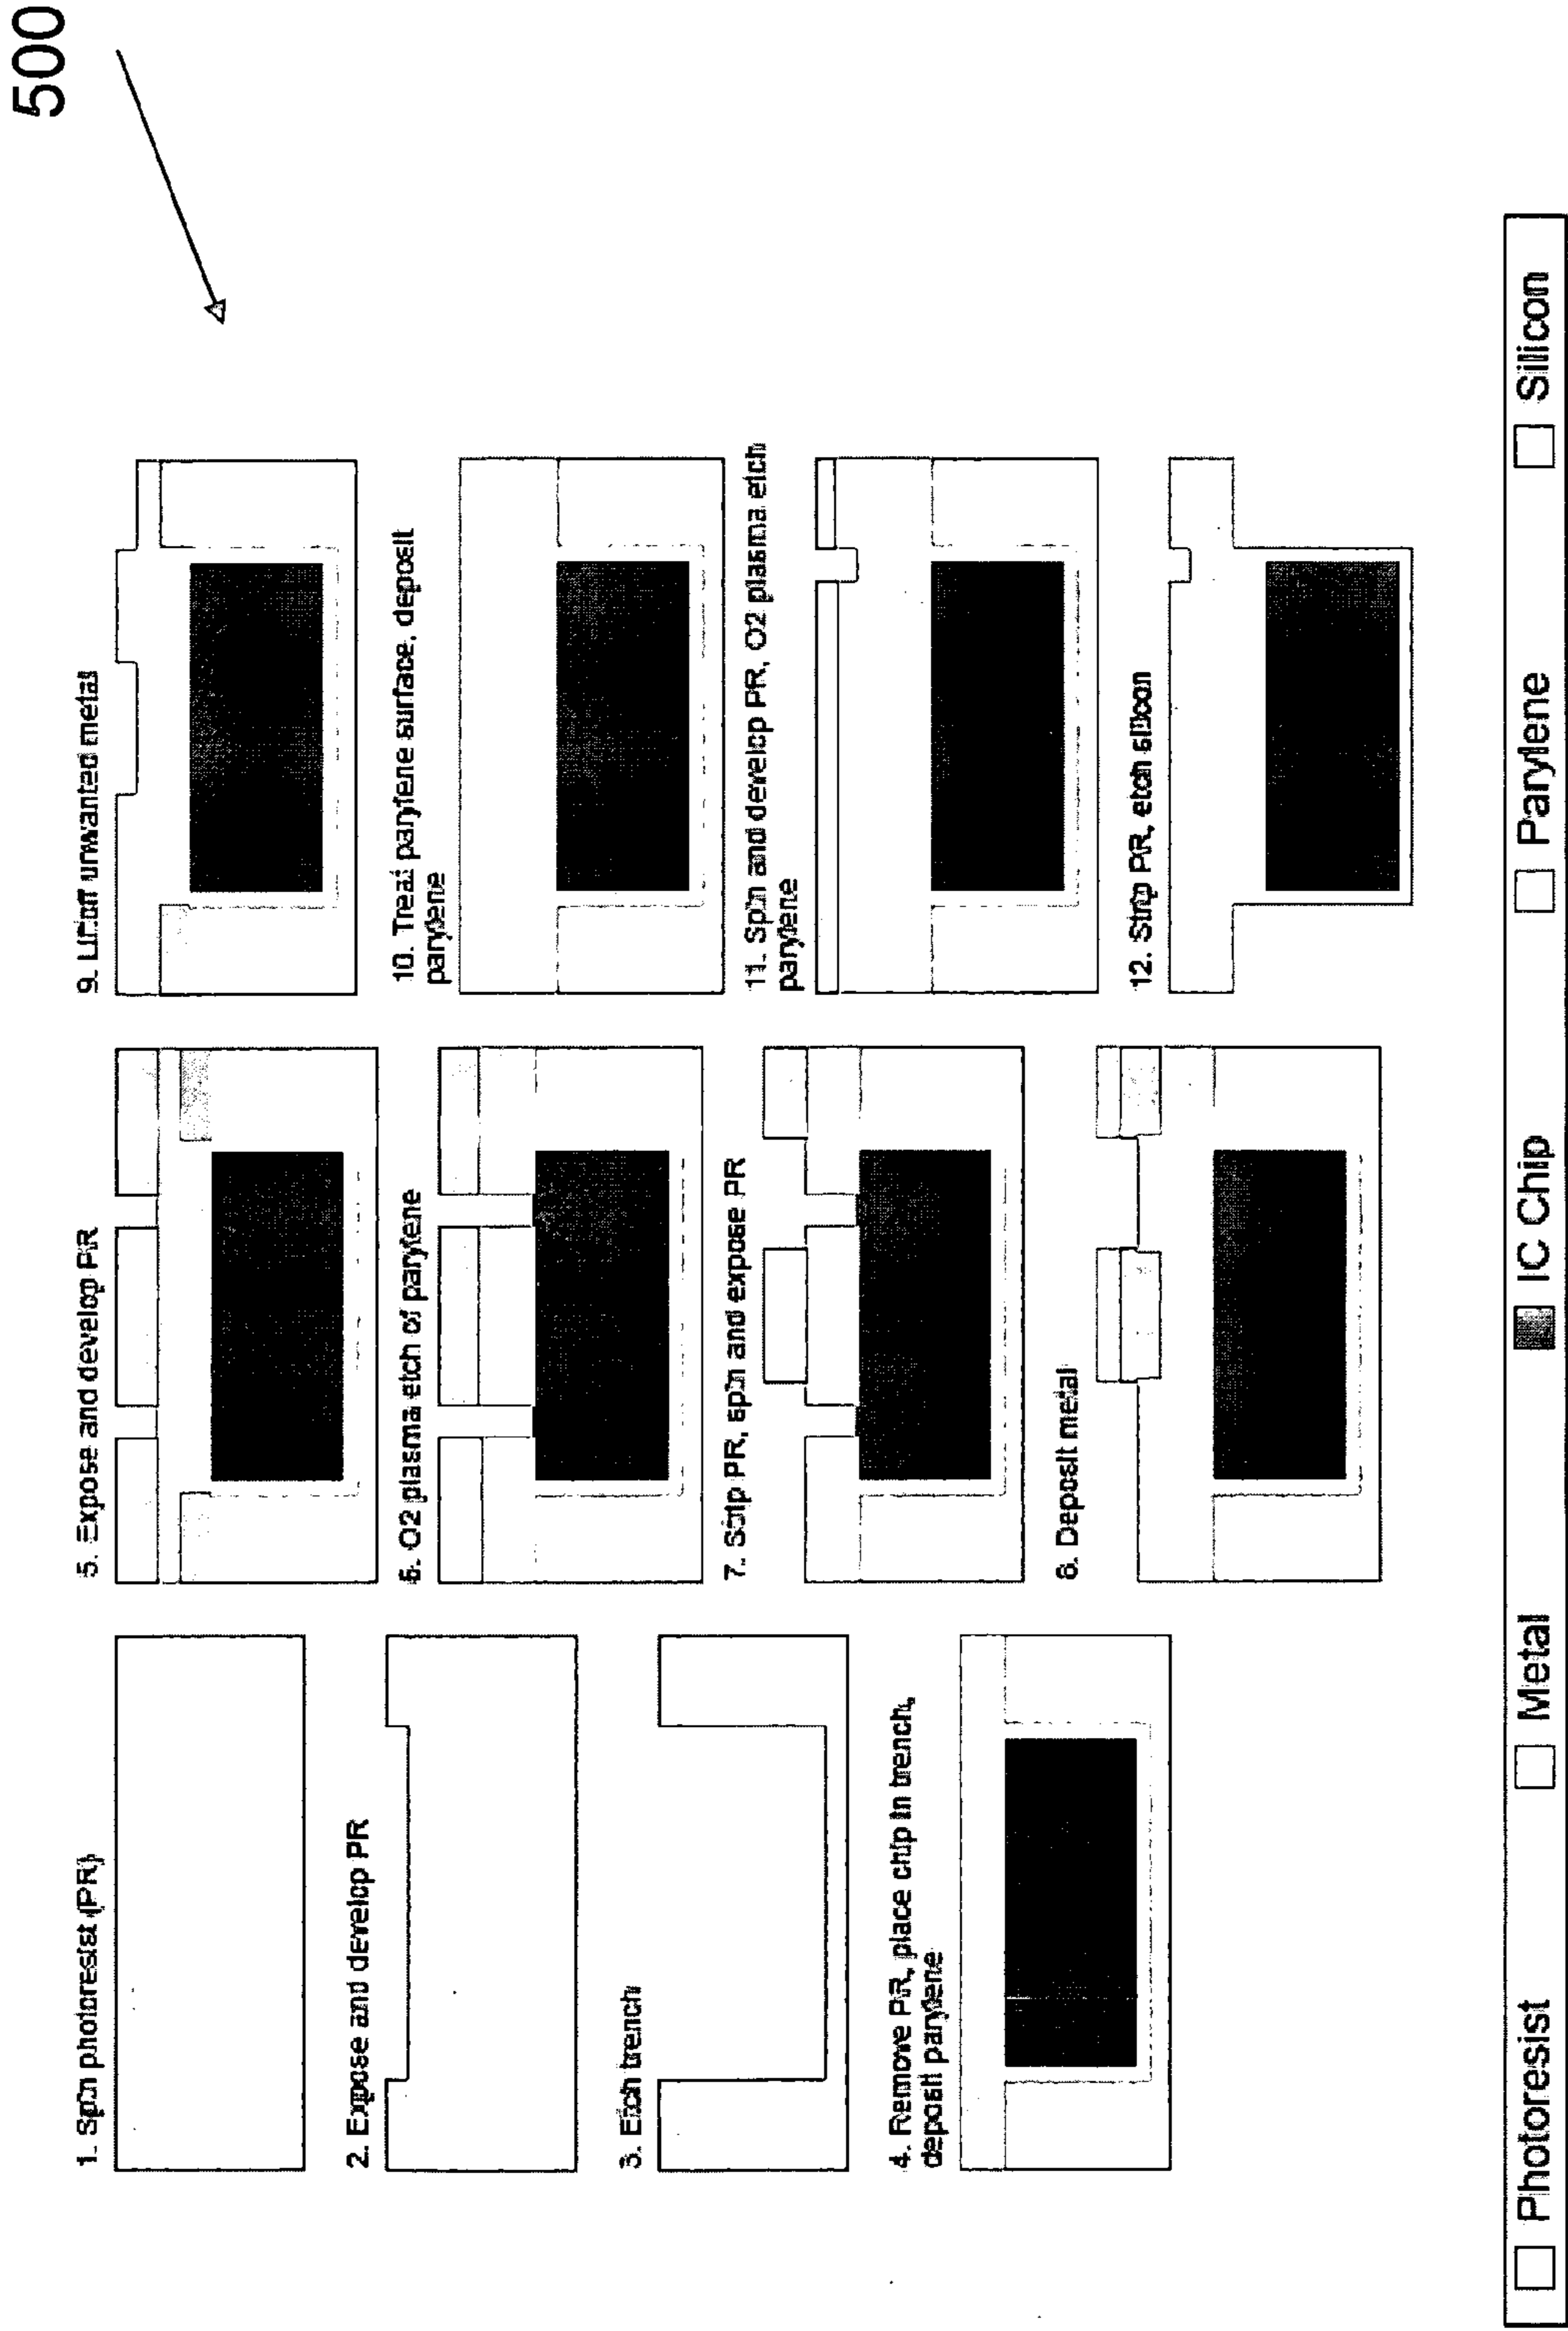 500
1. Spin photoresist (PR)
2. Expose and develop PR
3. Etch trench
4. Remove PR, place chip in trench,
deposit parylene
5. Expose and develop PR
6. O2 plasma etch of parylene
7. Strip PR, spin and expose PR
8. Deposit metal
9. Liftoff unwanted metal
10. Treat parylene surface, deposit
parylene
11. Spin and develop PR, O2 plasma etch
parylene
12. Strip PR, etch silicon
Photoresist
Metal
IC Chip
Parylene
Silicon